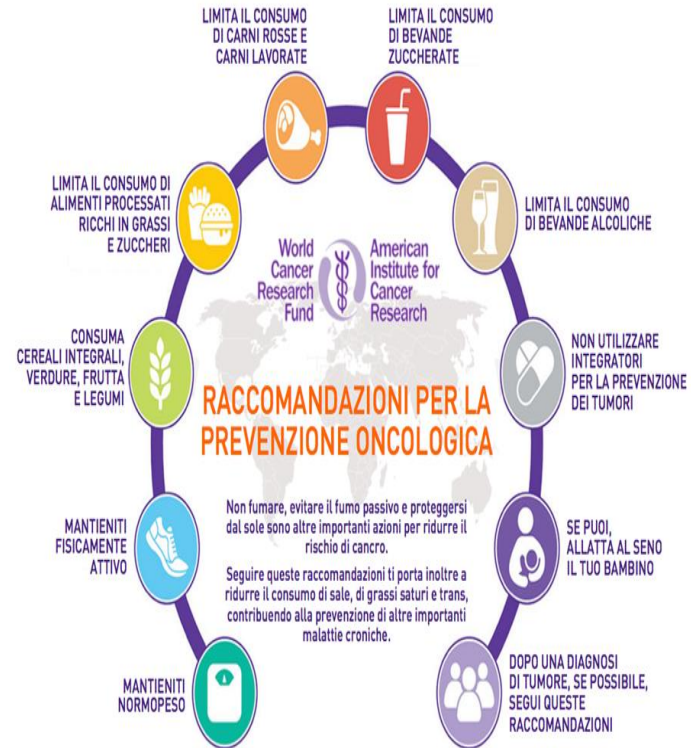 LIMITA IL CONSUMO
DI CARNI ROSSE E
CARNI LAVORATE
LIMITA IL CONSUMO
DI BEVANDE
ZUCCHERATE
LIMITA IL CONSUMO DI
ALIMENTI PROCESSATI
RICCHI IN GRASSI
E ZUCCHERI
LIMITA IL CONSUMO
DI BEVANDE ALCOLICHE
World
Cancer
Research
Fund
American
Institute for
Cancer
Research
CONSUMA
CEREALI INTEGRALI,
VERDURE, FRUTTA
E LEGUMI
NON UTILIZZARE
INTEGRATORI
PER LA PREVENZIONE
DEI TUMORI
RACCOMANDAZIONI PER LA
PREVENZIONE ONCOLOGICA
Non fumare, evitare il fumo passivo e proteggersi
dal sole sono altre importanti azioni per ridurre il
rischio di cancro.
Seguire queste raccomandazioni ti porta inoltre a
ridurre il consumo di sale, di grassi saturi e trans,
contribuendo alla prevenzione di altre importanti
malattie croniche.
MANTIENITI
FISICAMENTE
ATTIVO
SE PUOI,
ALLATTA AL SENO
IL TUO BAMBINO
MANTIENITI
NORMOPESO
DOPO UNA DIAGNOSI
DI TUMORE, SE POSSIBILE,
SEGUI QUESTE
RACCOMANDAZIONI